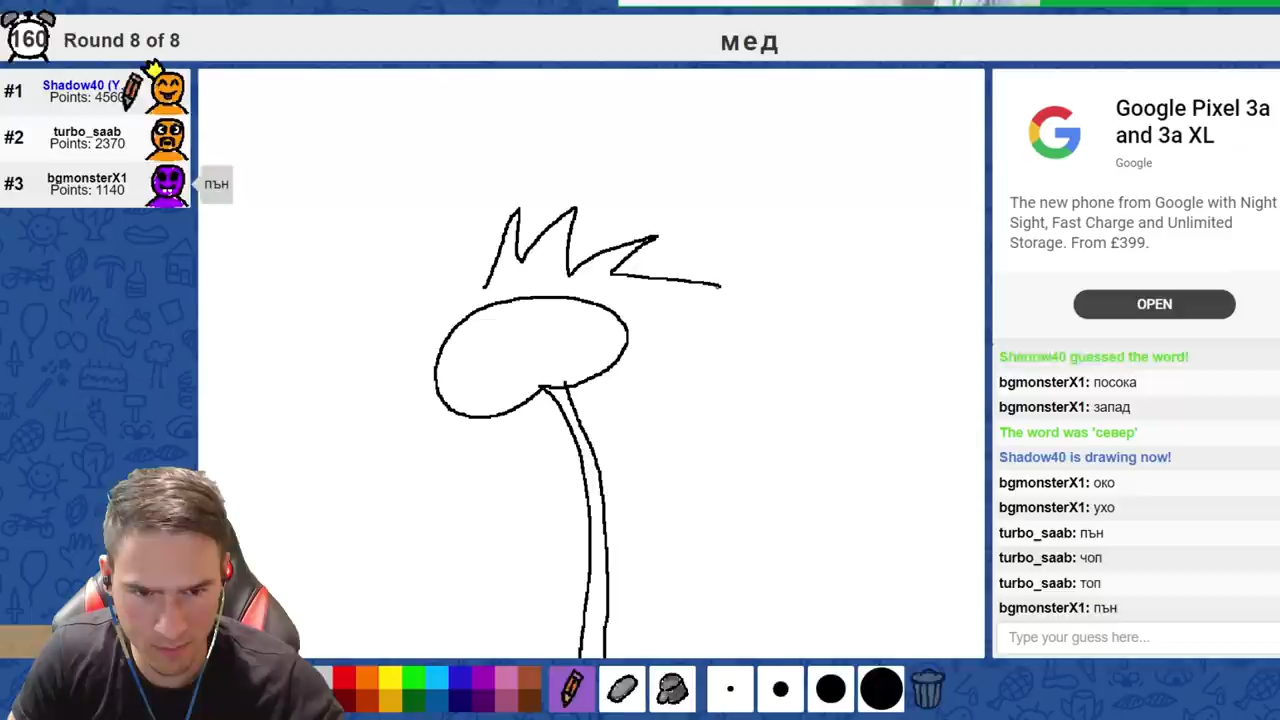 160
Round 8 of 8
мед
#1
Shadow40 (Y
Points: 4560
#2
turbo_saab
Points: 2370
#3
bgmonsterX1
Points: 1140
пън
Google Pixel 3a
and 3a XL
Google
The new phone from Google with Night
Sight, Fast Charge and Unlimited
Storage. From £399.
OPEN
Shadow40 guessed the word!
bgmonsterX1: посока
bgmonsterX1: запад
The word was 'север'
Shadow40 is drawing now!
bgmonsterX1: око
bgmonsterX1: ухо
turbo_saab: пън
turbo_saab: чоп
turbo_saab: топ
bgmonsterX1: пън
Type your guess here...